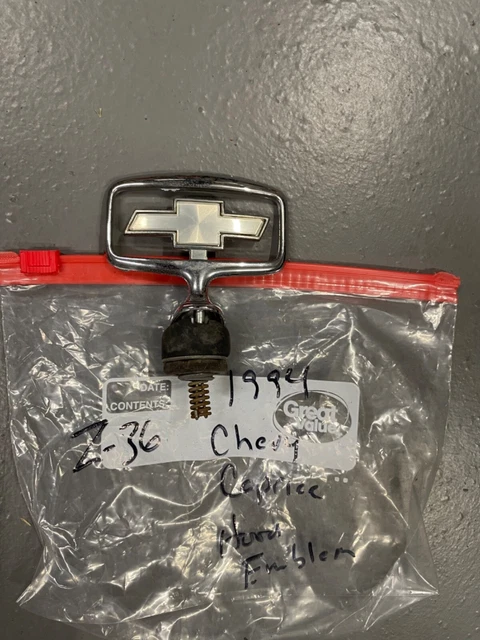 DATE:
CONTENTS:
1994
Great Value
Z-36
Chevy
Caprice
Hood
Emblem